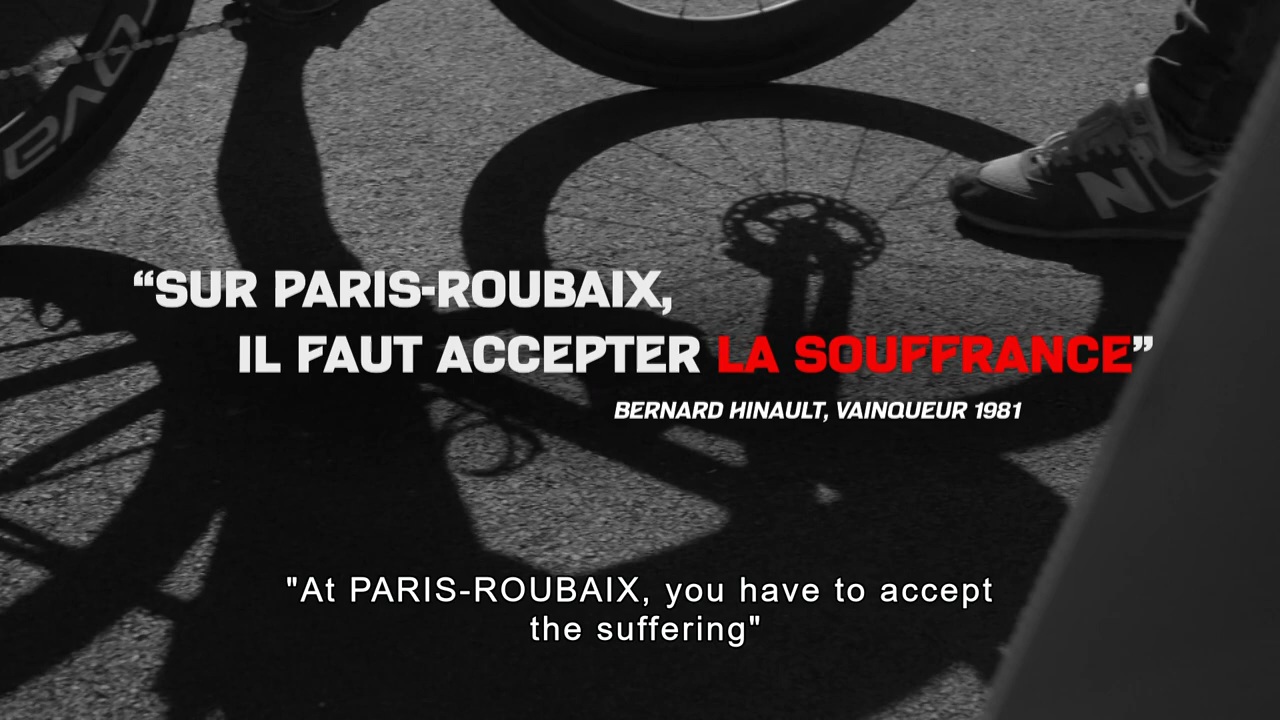 “SUR PARIS-ROUBAIX,
IL FAUT ACCEPTER LA SOUFFRANCE”
BERNARD HINAULT, VAINQUEUR 1981
"At PARIS-ROUBAIX, you have to accept
the suffering"
N